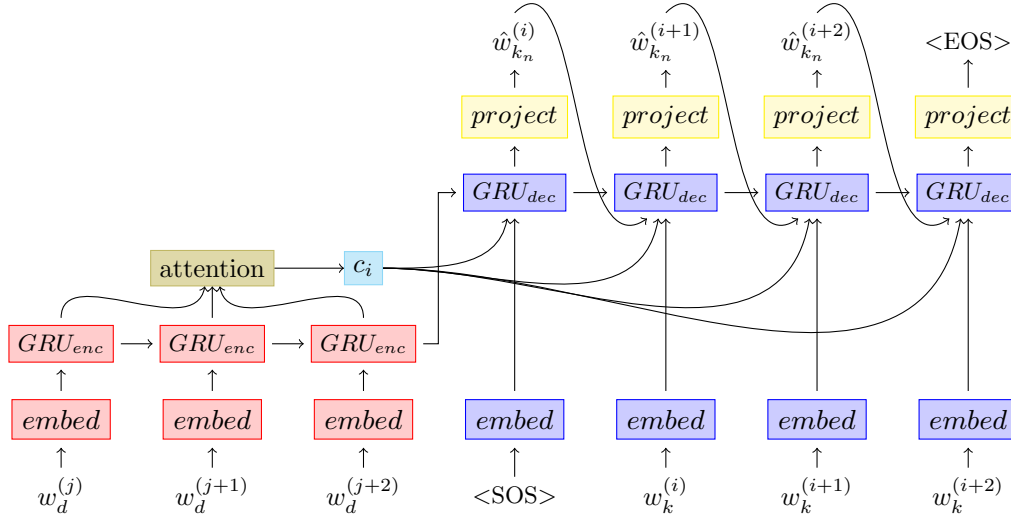 ŵ_{k_n}^{(i)} ŵ_{k_n}^{(i+1)} ŵ_{k_n}^{(i+2)} <EOS>
project project project project
GRU_{dec} GRU_{dec} GRU_{dec} GRU_{dec}
attention c_i
GRU_{enc} GRU_{enc} GRU_{enc}
embed embed embed embed embed embed embed
w_d^{(j)} w_d^{(j+1)} w_d^{(j+2)} <SOS> w_k^{(i)} w_k^{(i+1)} w_k^{(i+2)}